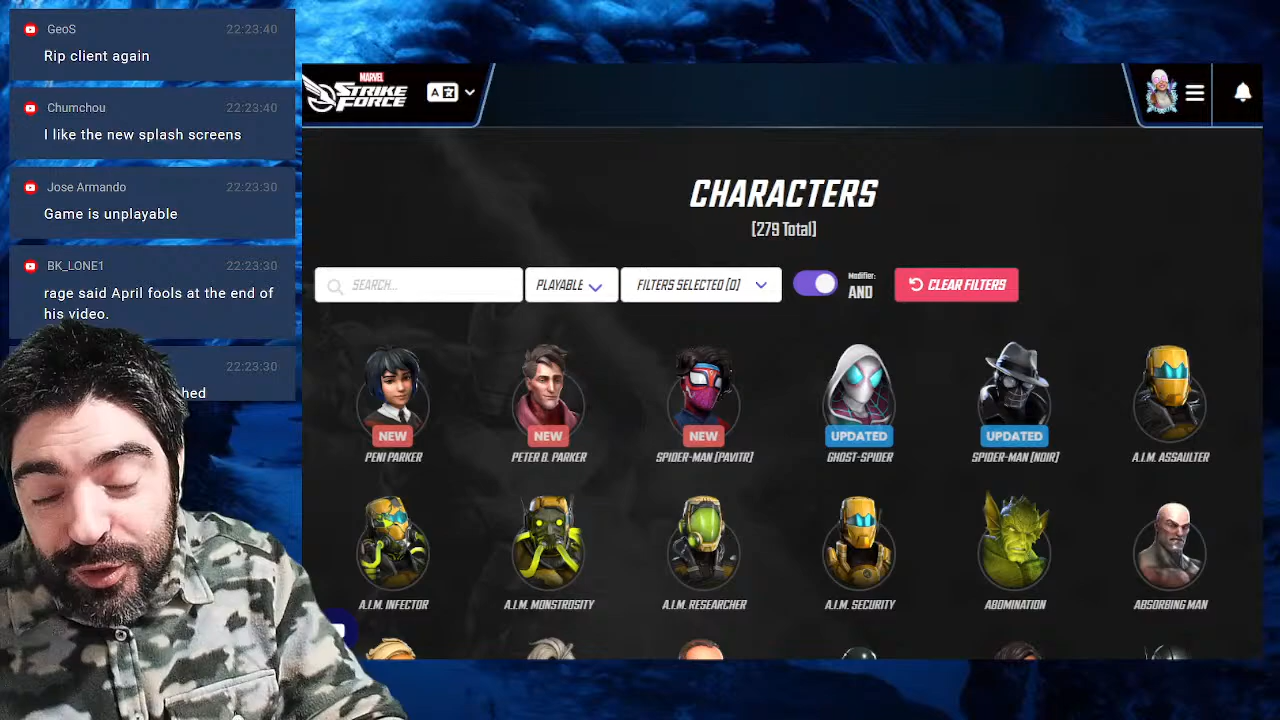 GeoS 22:23:40
Rip client again
Chumchou 22:23:40
I like the new splash screens
Jose Armando 22:23:30
Game is unplayable
BK_LONE1 22:23:30
rage said April fools at the end of
his video.
22:23:30
hed
MARVEL
STRIKE
FORCE
A
CHARACTERS
[279 Total]
SEARCH...
PLAYABLE
FILTERS SELECTED [0]
Modifier:
AND
CLEAR FILTERS
NEW
NEW
NEW
UPDATED
UPDATED
PENI PARKER
PETER B. PARKER
SPIDER-MAN [PAVITR]
GHOST-SPIDER
SPIDER-MAN [NOIR]
A.I.M. ASSAULTER
A.I.M. INFECTOR
A.I.M. MONSTROSITY
A.I.M. RESEARCHER
A.I.M. SECURITY
ABOMINATION
ABSORBING MAN